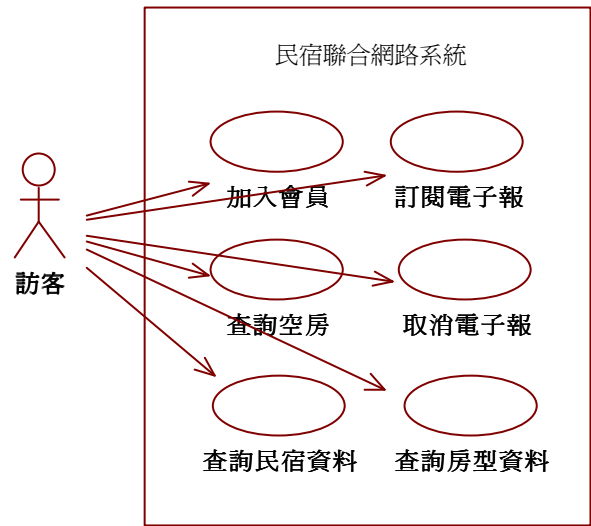 民宿聯合網路系統
加入會員
訂閱電子報
訪客
查詢空房
取消電子報
查詢民宿資料
查詢房型資料